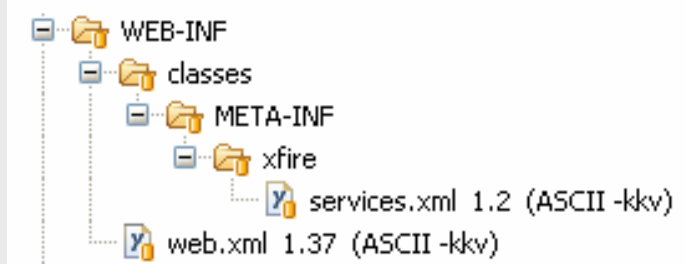 WEB-INF
classes
META-INF
xfire
services.xml 1.2 (ASCII -kkv)
web.xml 1.37 (ASCII -kkv)